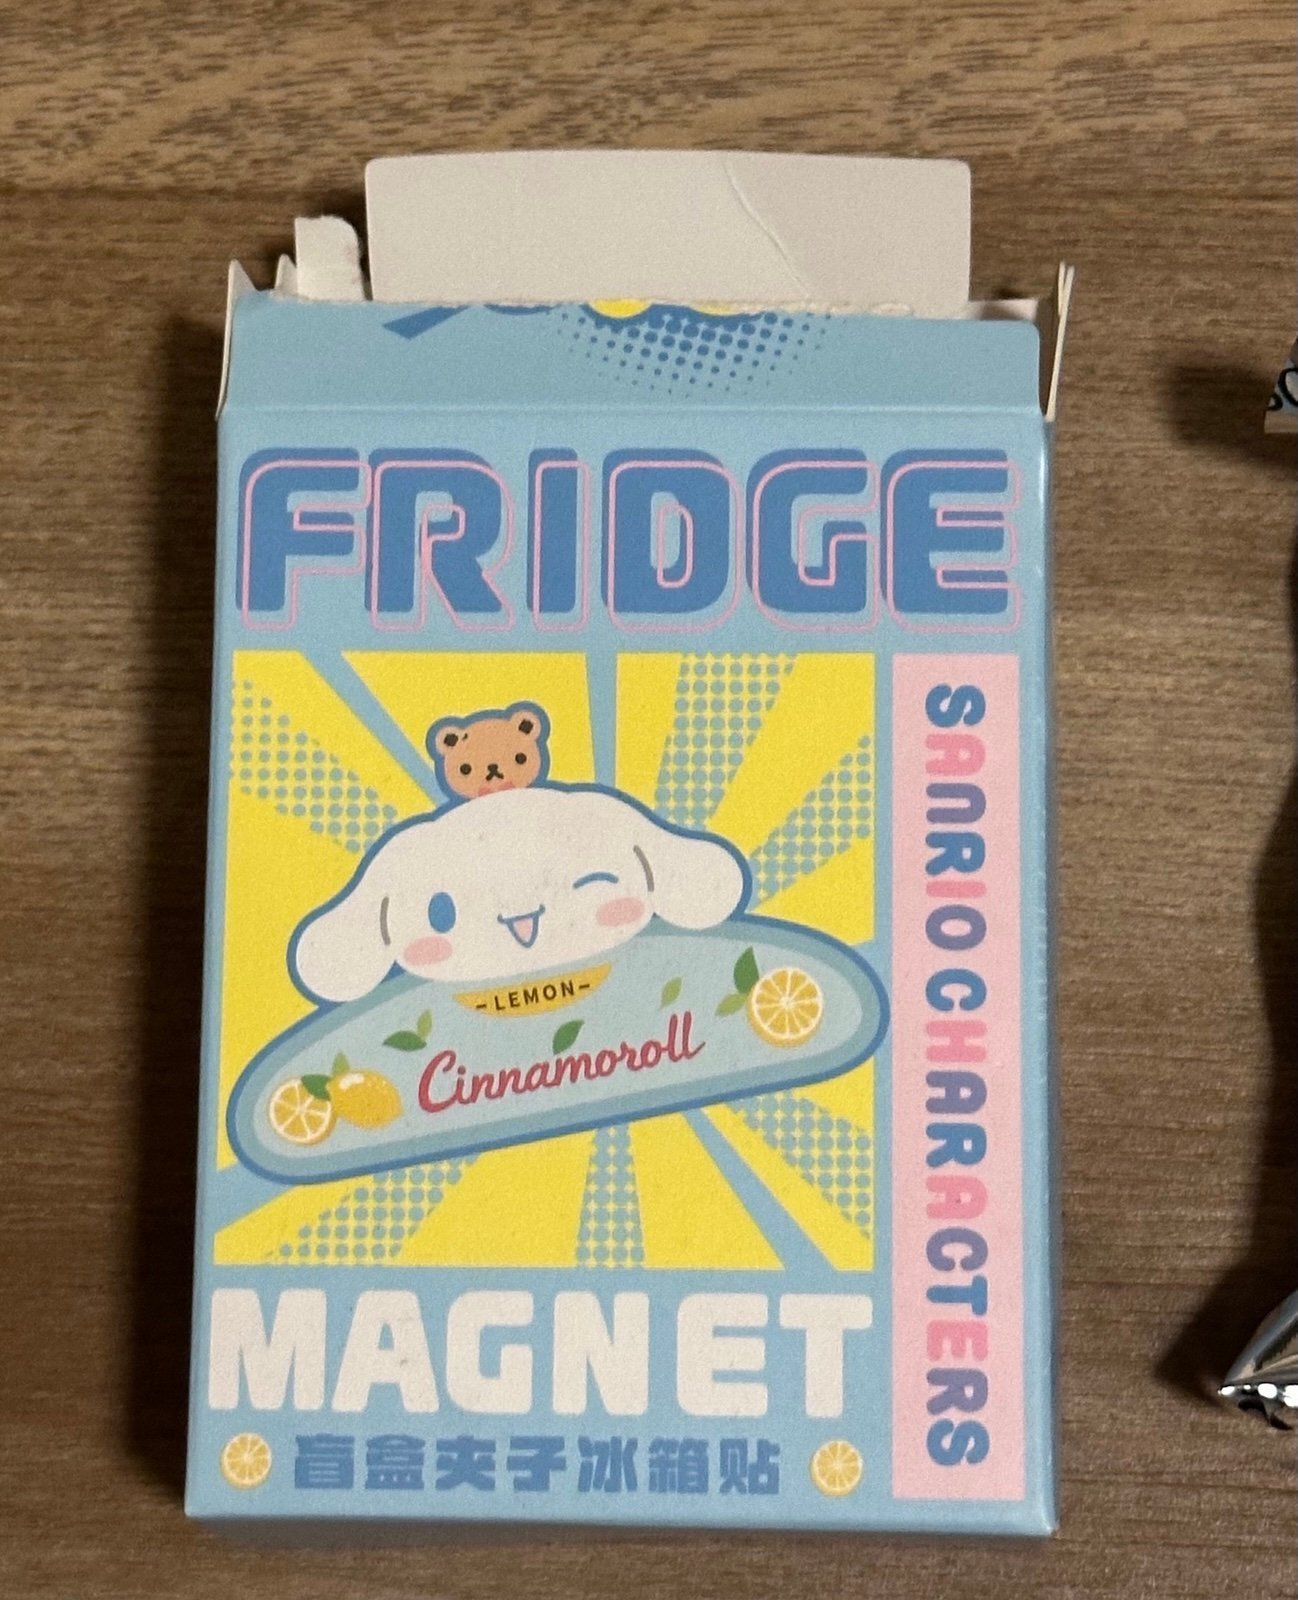 FRIDGE
SANRIO CHARACTERS
-LEMON-
Cinnamoroll
MAGNET
盲盒夹子冰箱贴